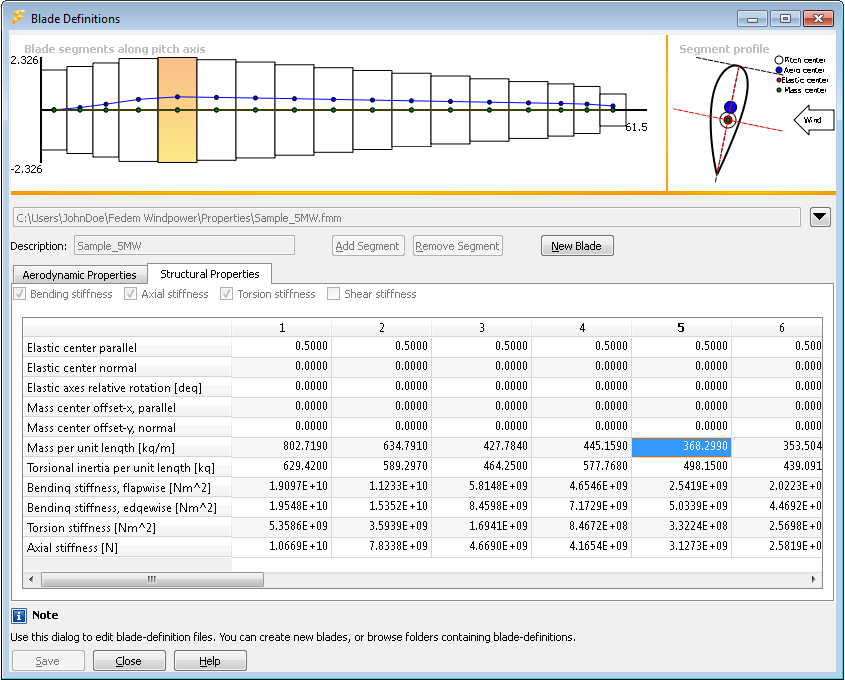 Blade Definitions
Blade segments along pitch axis
2.326
-2.326
61.5
Segment profile
Pitch center
Aero center
Elastic center
Mass center
Wind
C:\Users\JohnDoe\Fedem Windpower\Properties\Sample_5MW.fmm
Description: Sample_5MW Add Segment Remove Segment New Blade
Aerodynamic Properties Structural Properties
Bending stiffness Axial stiffness Torsion stiffness Shear stiffness
1 2 3 4 5 6
Elastic center parallel 0.5000 0.5000 0.5000 0.5000 0.5000 0.500
Elastic center normal 0.0000 0.0000 0.0000 0.0000 0.0000 0.000
Elastic axes relative rotation [deg] 0.0000 0.0000 0.0000 0.0000 0.0000 0.000
Mass center offset-x, parallel 0.0000 0.0000 0.0000 0.0000 0.0000 0.000
Mass center offset-y, normal 0.0000 0.0000 0.0000 0.0000 0.0000 0.000
Mass per unit length [kg/m] 802.7190 634.7910 427.7840 445.1590 368.2990 353.504
Torsional inertia per unit length [kg] 629.4200 589.2970 464.2500 577.7680 498.1500 439.091
Bending stiffness, flapwise [Nm^2] 1.9097E+10 1.1233E+10 5.8148E+09 4.6546E+09 2.5419E+09 2.0223E+0
Bending stiffness, edgewise [Nm^2] 1.9548E+10 1.5352E+10 8.4598E+09 7.1729E+09 5.0339E+09 4.4692E+0
Torsion stiffness [Nm^2] 5.3586E+09 3.5939E+09 1.6941E+09 8.4672E+08 3.3224E+08 2.5698E+0
Axial stiffness [N] 1.0669E+10 7.8338E+09 4.6690E+09 4.1654E+09 3.1273E+09 2.5819E+0
Note
Use this dialog to edit blade-definition files. You can create new blades, or browse folders containing blade-definitions.
Save Close Help